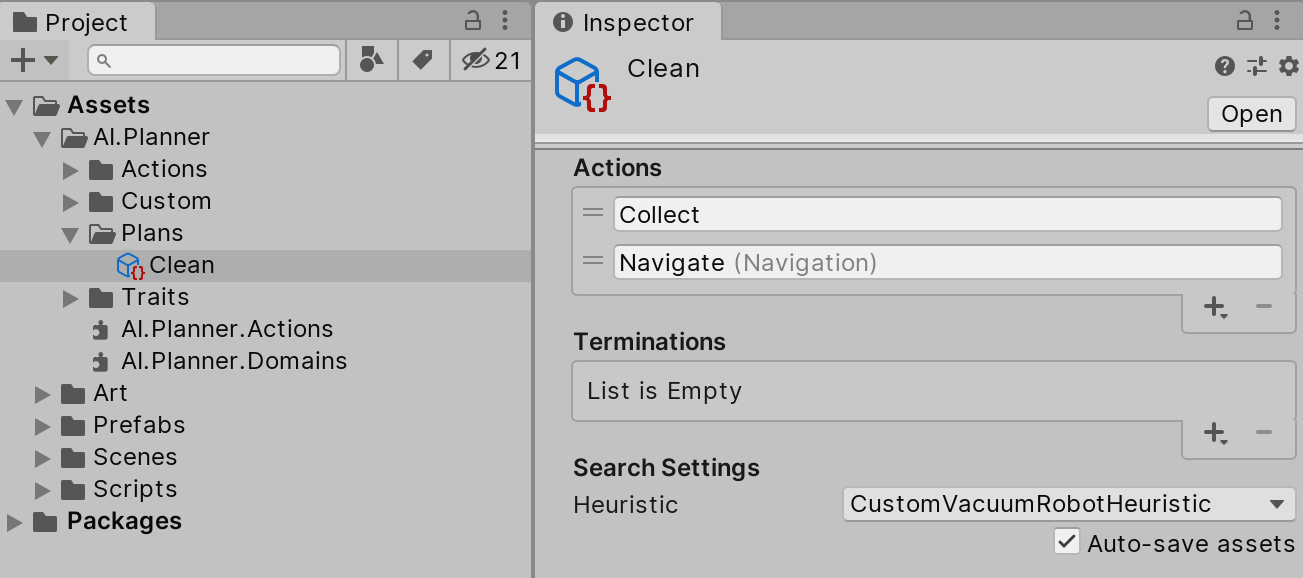 Project
21
Assets
AI.Planner
Actions
Custom
Plans
Clean
Traits
AI.Planner.Actions
AI.Planner.Domains
Art
Prefabs
Scenes
Scripts
Packages
Inspector
Clean
Open
Actions
Collect
Navigate (Navigation)
Terminations
List is Empty
Search Settings
Heuristic CustomVacuumRobotHeuristic
Auto-save assets